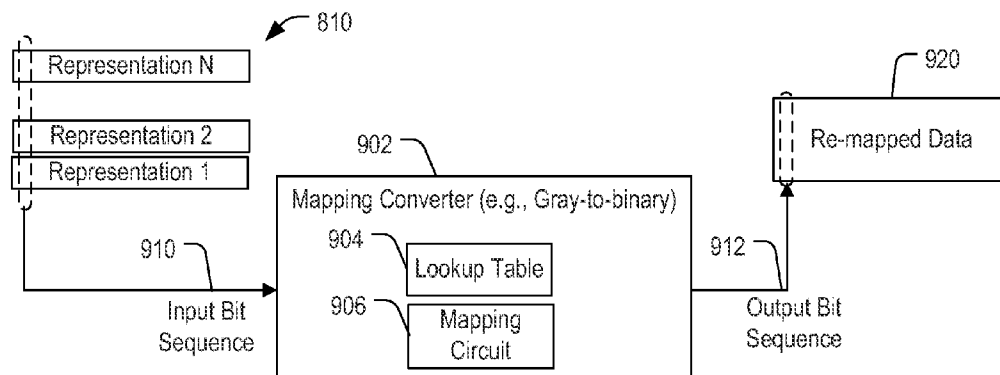 810
Representation N
Representation 2
Representation 1
902
Mapping Converter (e.g., Gray-to-binary)
904
Lookup Table
906
Mapping
Circuit
910
Input Bit
Sequence
912
Output Bit
Sequence
920
Re-mapped Data